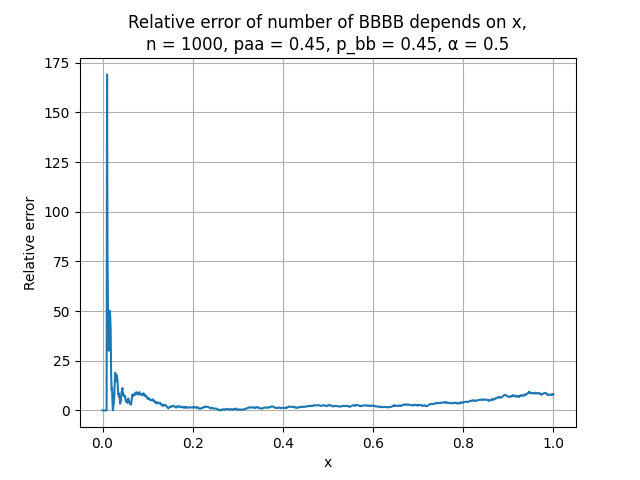 Relative error of number of BBBB depends on x,
n = 1000, paa = 0.45, p_bb = 0.45, α = 0.5
175
150
125
100
75
50
25
0
Relative error
0.0 0.2 0.4 0.6 0.8 1.0
x